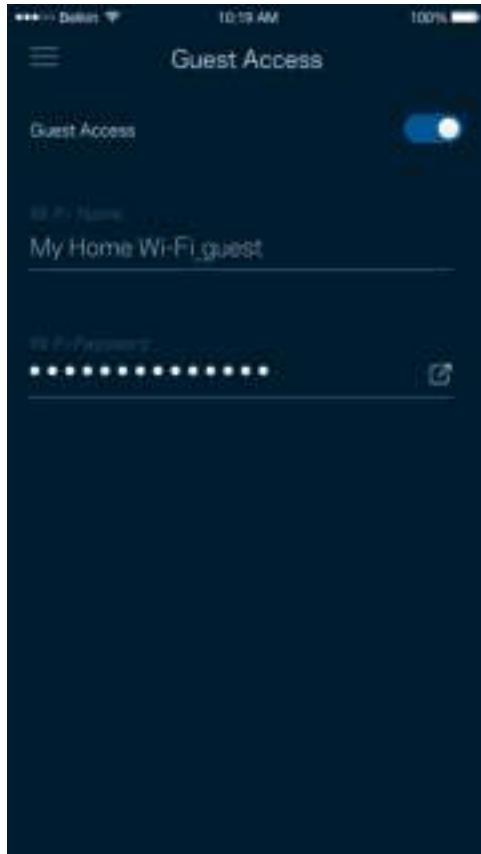 Belkin 10:19 AM 100%
Guest Access
Guest Access
Wi-Fi Name
My Home Wi-Fi_guest
Wi-Fi Password
••••••••••••••